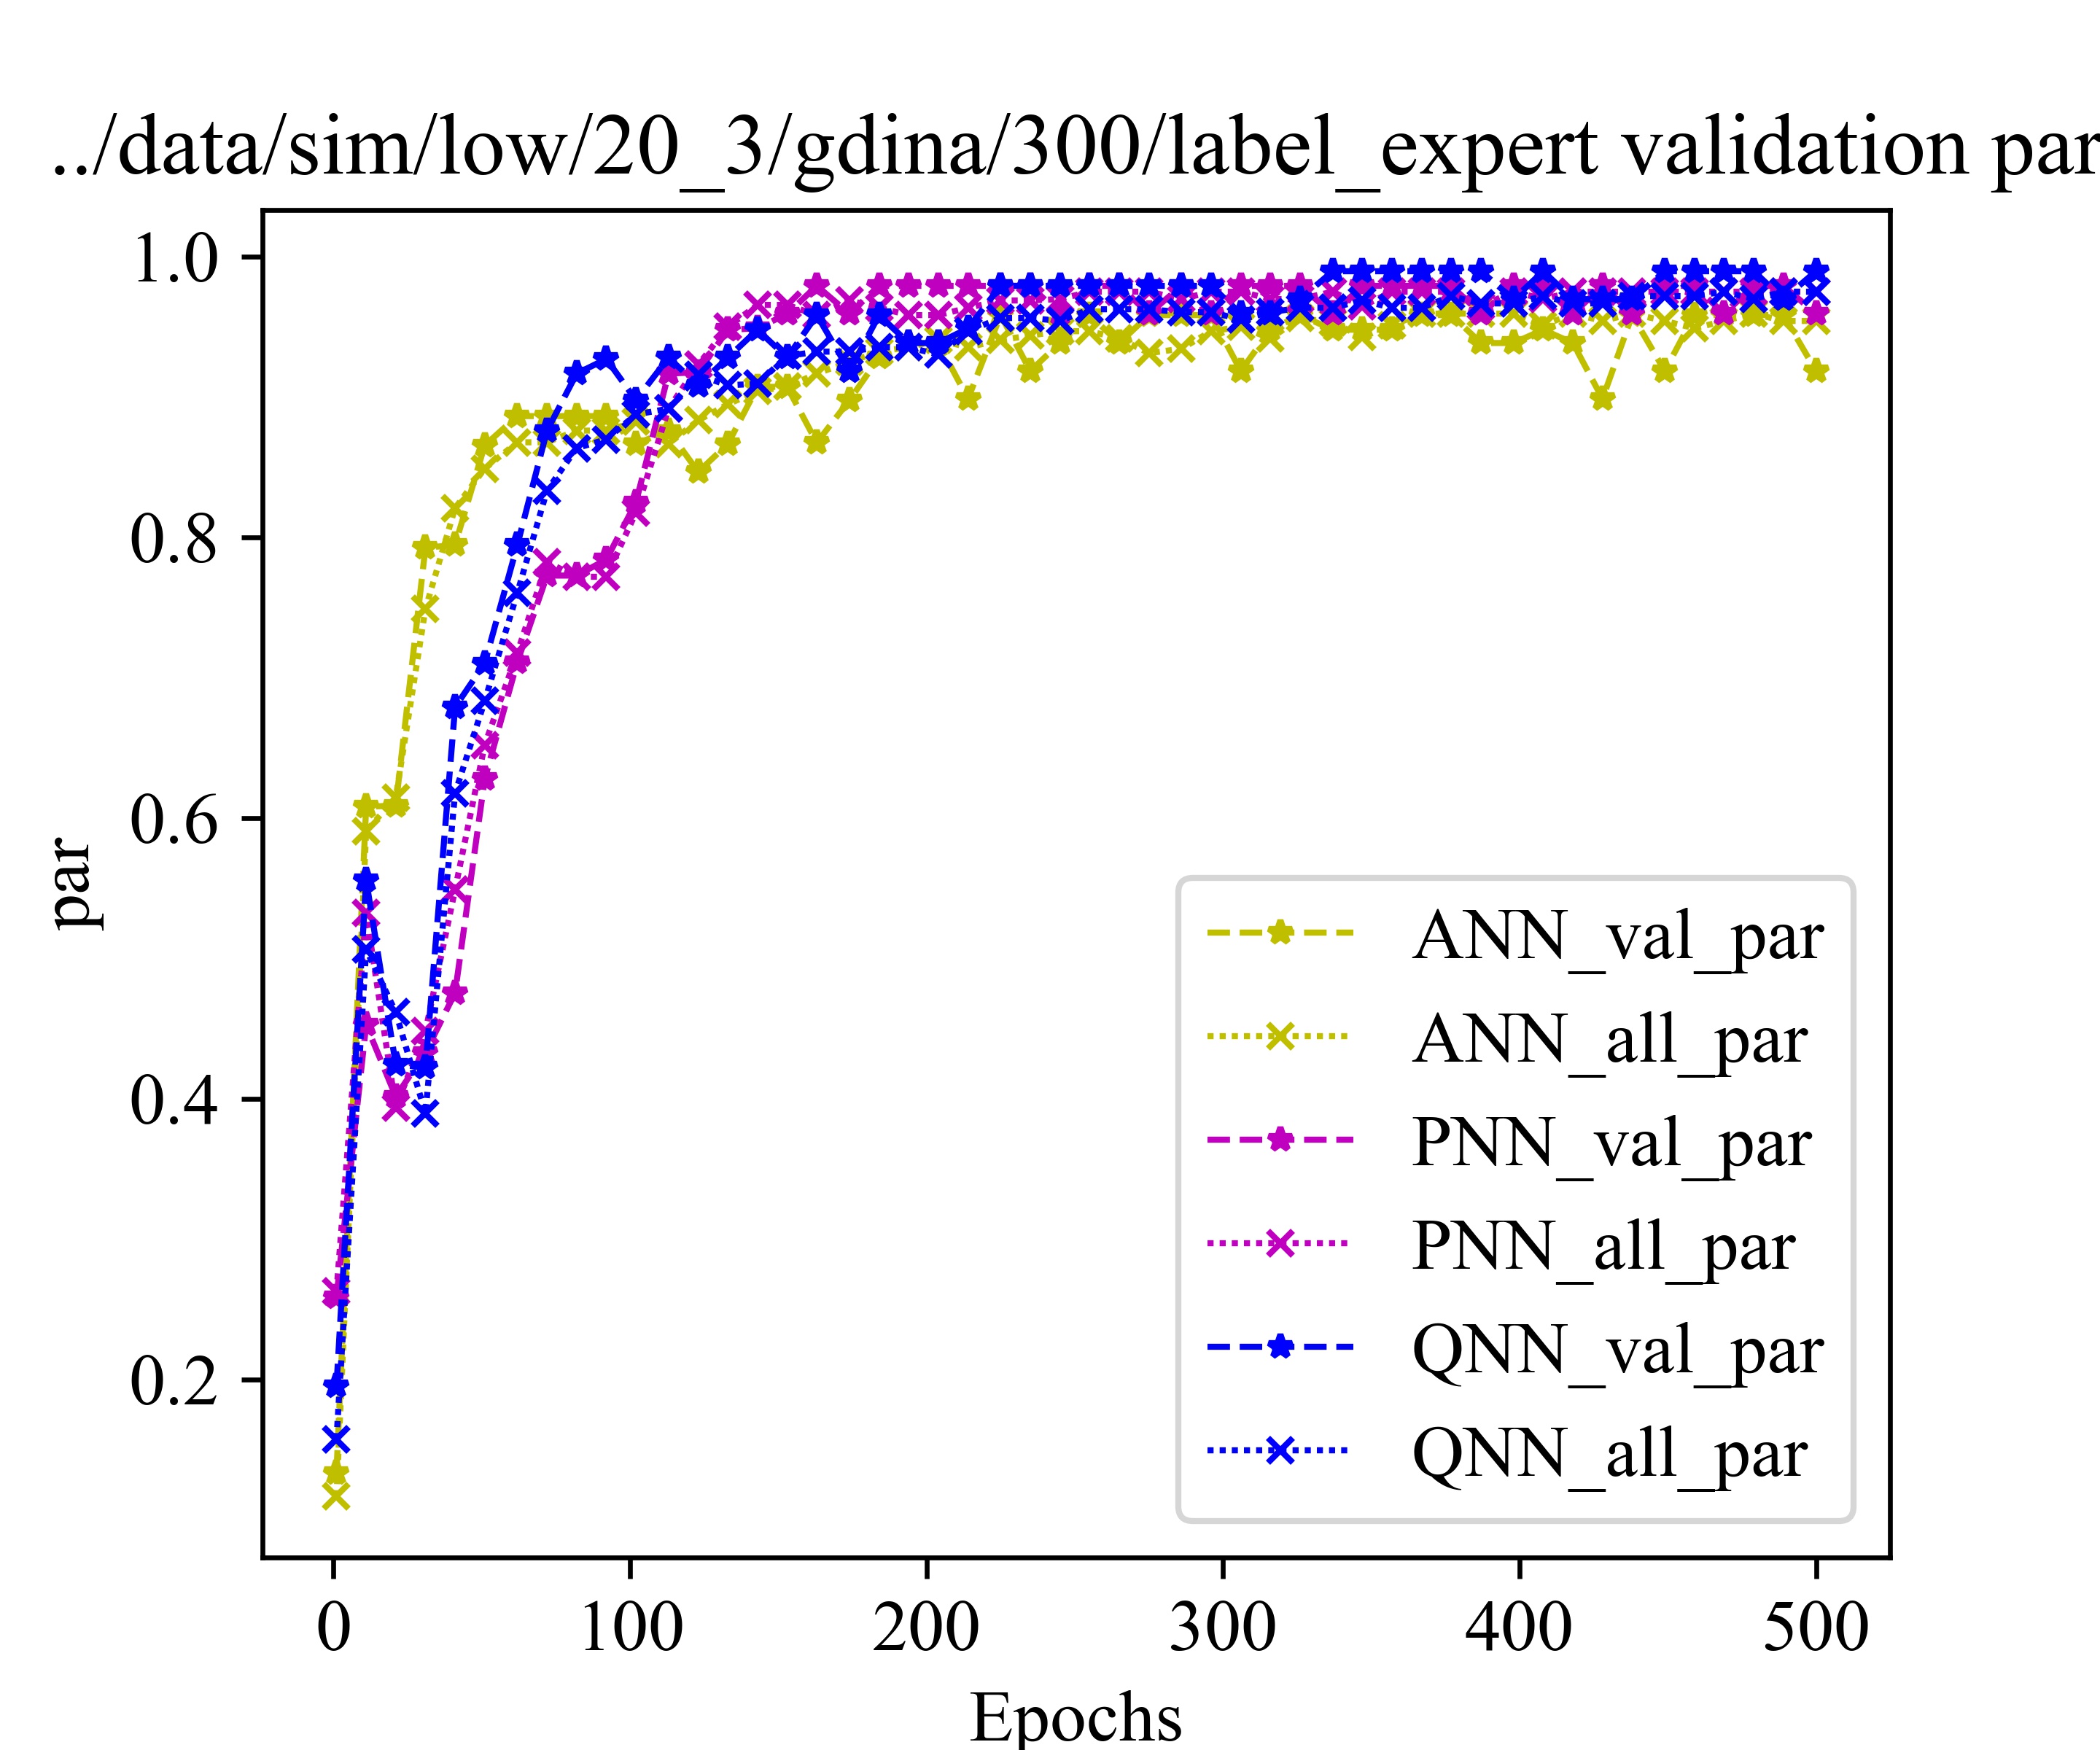 ../data/sim/low/20_3/gdina/300/label_expert validation par
1.0
0.8
0.6
0.4
0.2
par
ANN_val_par
ANN_all_par
PNN_val_par
PNN_all_par
QNN_val_par
QNN_all_par
0 100 200 300 400 500
Epochs